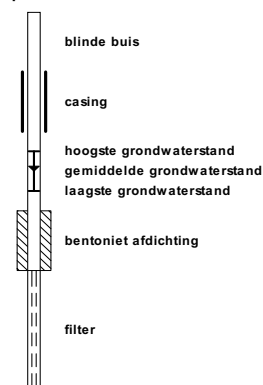 blinde buis
casing
hoogste grondwaterstand
gemiddelde grondwaterstand
laagste grondwaterstand
bentoniet afdichting
filter